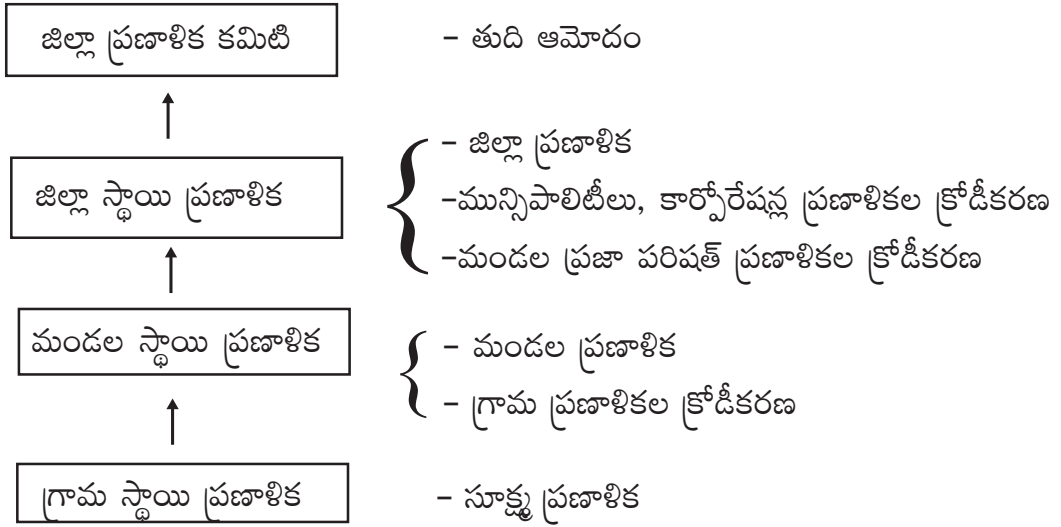 జిల్లా ప్రణాళిక కమిటి - తుది ఆమోదం
- జిల్లా ప్రణాళిక
జిల్లా స్థాయి ప్రణాళిక -మున్సిపాలిటీలు, కార్పోరేషన్ల ప్రణాళికల క్రోడీకరణ
-మండల ప్రజా పరిషత్ ప్రణాళికల క్రోడీకరణ
మండల స్థాయి ప్రణాళిక - మండల ప్రణాళిక
- గ్రామ ప్రణాళికల క్రోడీకరణ
గ్రామ స్థాయి ప్రణాళిక - సూక్ష్మ ప్రణాళిక